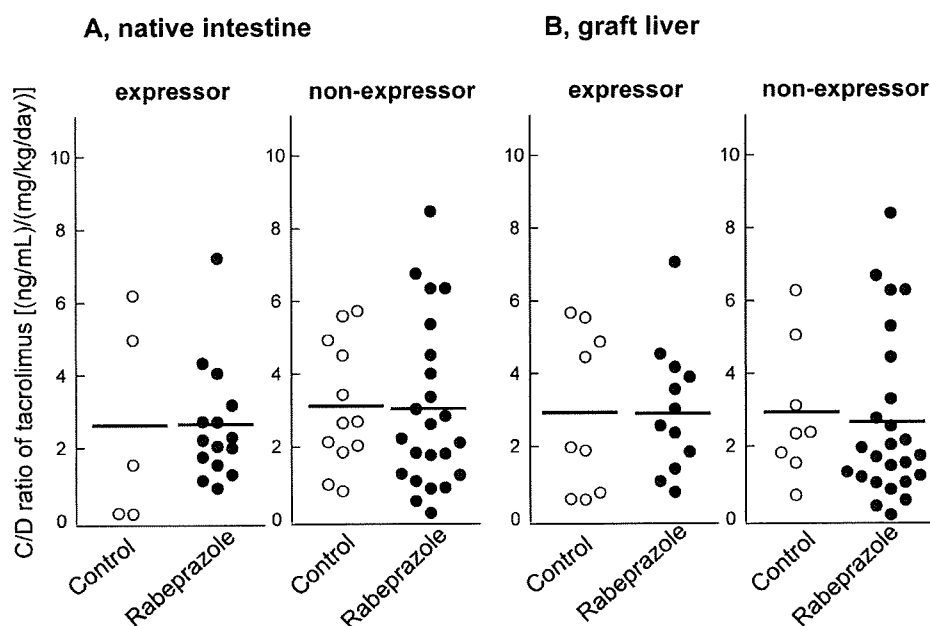 A, native intestine
B, graft liver
expressor
non-expressor
expressor
non-expressor
C/D ratio of tacrolimus [(ng/mL)/(mg/kg/day)]
10
8
6
4
2
0
10
8
6
4
2
0
10
8
6
4
2
0
10
8
6
4
2
0
Control
Rabeprazole
Control
Rabeprazole
Control
Rabeprazole
Control
Rabeprazole